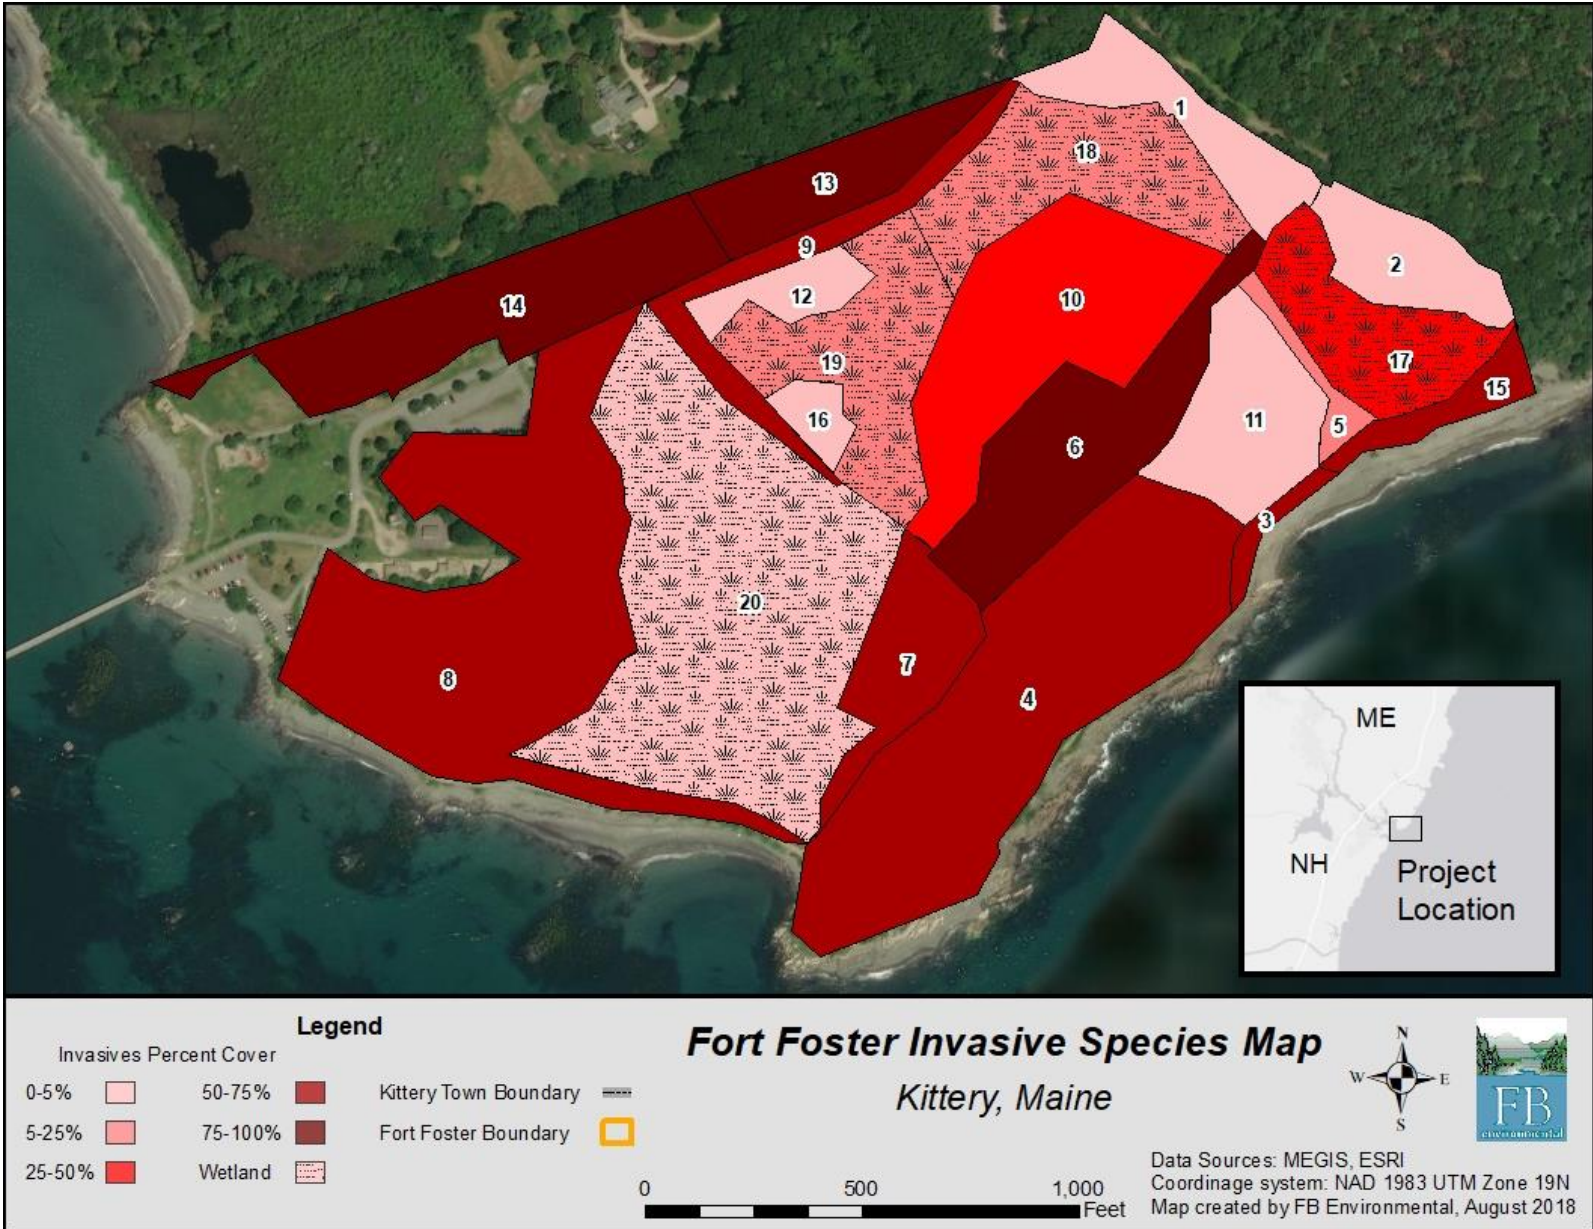 1
18
13
9
2
12
10
14
19
17
15
16
11
5
6
3
20
7
8
4
ME
NH
Project
Location
Legend
Invasives Percent Cover
0-5%
50-75%
Kittery Town Boundary
5-25%
75-100%
Fort Foster Boundary
25-50%
Wetland
Fort Foster Invasive Species Map
Kittery, Maine
N
W
E
S
FB
environmental
0
500
1,000
Feet
Data Sources: MEGIS, ESRI
Coordinage system: NAD 1983 UTM Zone 19N
Map created by FB Environmental, August 2018